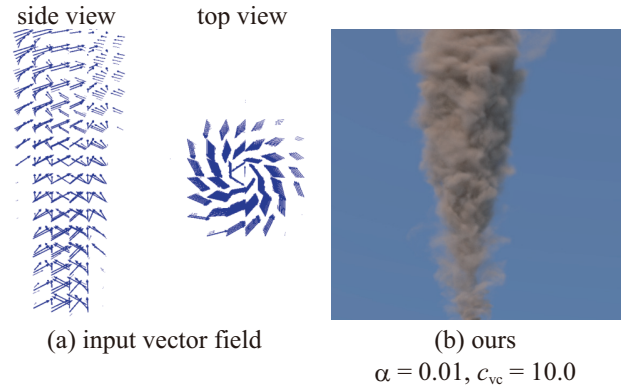 side view
top view
(a) input vector field
(b) ours
α = 0.01, c_vc = 10.0